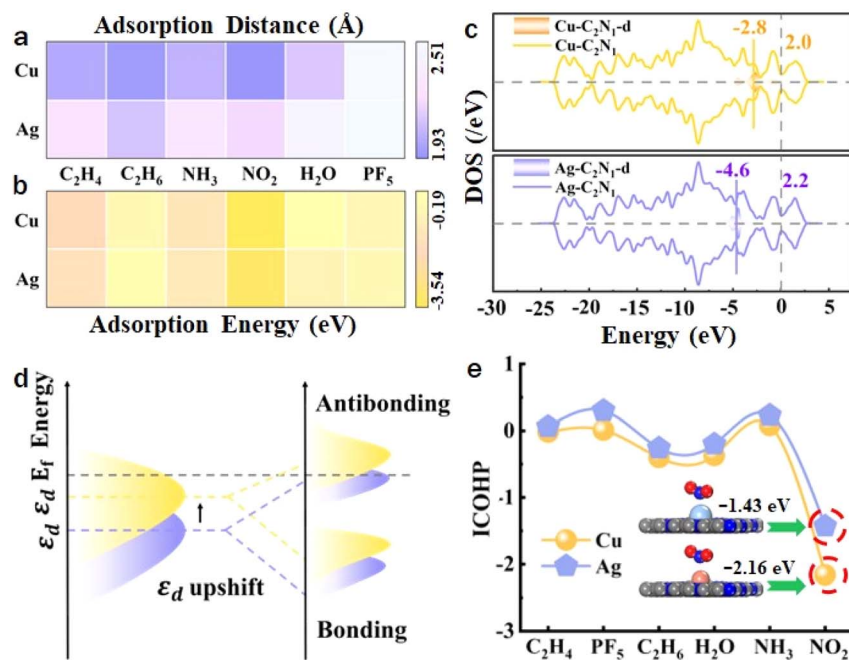 a
Adsorption Distance (Å)
Cu
Ag
2.51
1.93
C₂H₄ C₂H₆ NH₃ NO₂ H₂O PF₅
b
Cu
Ag
-0.19
-3.54
Adsorption Energy (eV)
c
Cu-C₂N₁-d
Cu-C₂N₁
-2.8
2.0
Ag-C₂N₁-d
Ag-C₂N₁
-4.6
2.2
DOS (/eV)
-30 -25 -20 -15 -10 -5 0 5
Energy (eV)
d
εd εd Ef Energy
Antibonding
εd upshift
Bonding
e
ICOHP
1
0
-1
-2
-3
−1.43 eV
−2.16 eV
Cu
Ag
C₂H₄ PF₅ C₂H₆ H₂O NH₃ NO₂